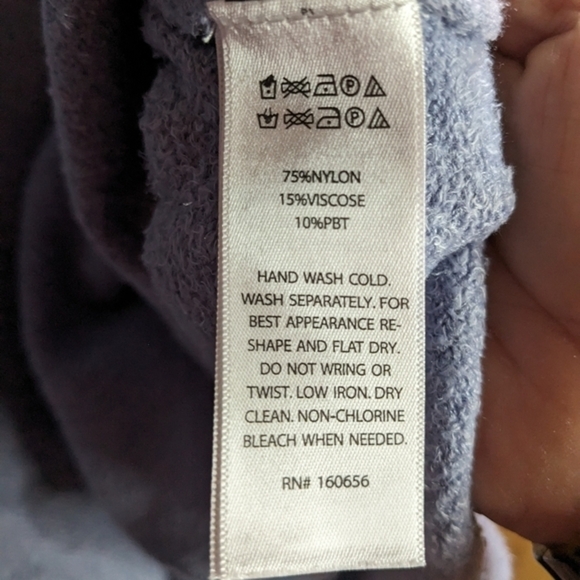 75%NYLON
15%VISCOSE
10%PBT
HAND WASH COLD.
WASH SEPARATELY. FOR
BEST APPEARANCE RE-
SHAPE AND FLAT DRY.
DO NOT WRING OR
TWIST. LOW IRON. DRY
CLEAN. NON-CHLORINE
BLEACH WHEN NEEDED.
RN# 160656